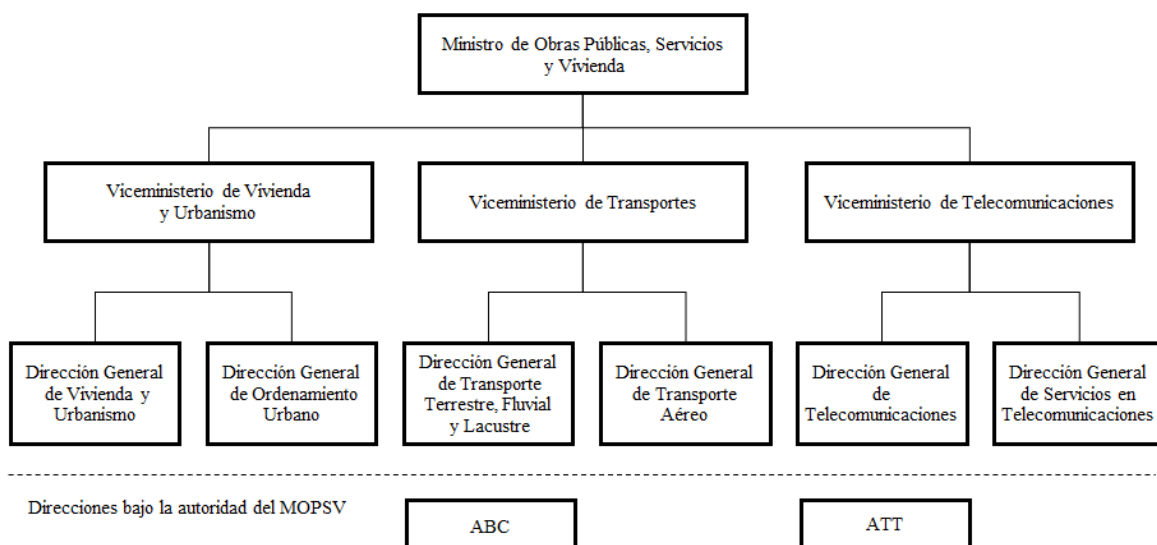 Ministro de Obras Públicas, Servicios
y Vivienda
Viceministerio de Vivienda
y Urbanismo
Viceministerio de Transportes
Viceministerio de Telecomunicaciones
Dirección General
de Vivienda y
Urbanismo
Dirección General
de Ordenamiento
Urbano
Dirección General
de Transporte
Terrestre, Fluvial
y Lacustre
Dirección General
de Transporte
Aéreo
Dirección General
de
Telecomunicaciones
Dirección General
de Servicios en
Telecomunicaciones
Direcciones bajo la autoridad del MOPSV
ABC
ATT